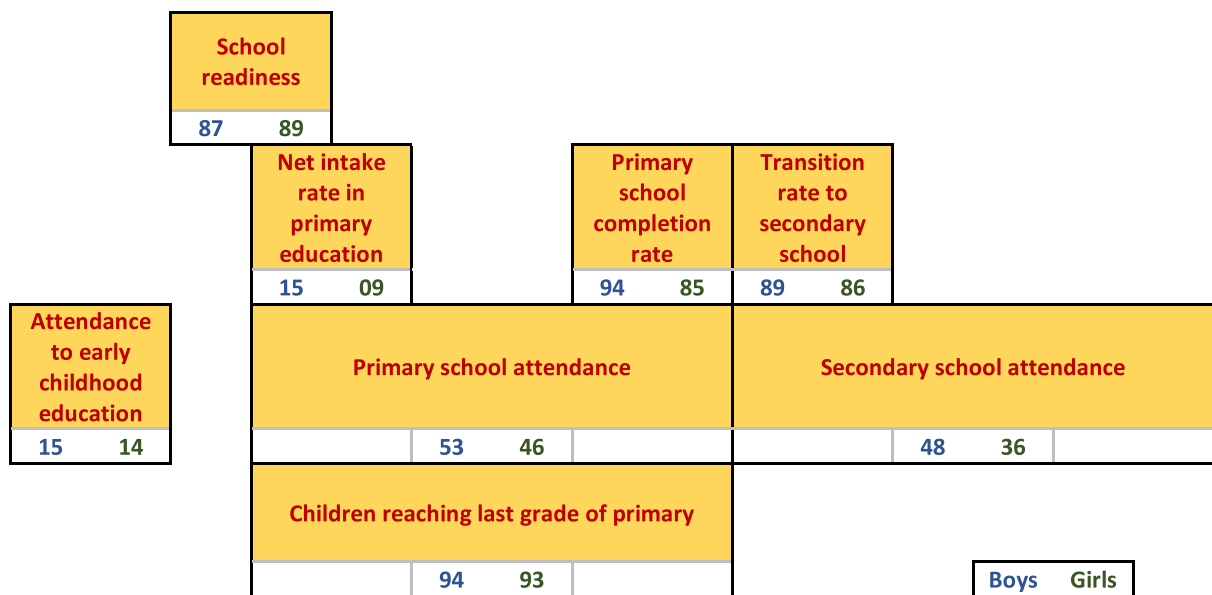 School
readiness
87 89
Net intake
rate in
primary
education
15 09
Primary
school
completion
rate
94 85
Transition
rate to
secondary
school
89 86
Attendance
to early
childhood
education
15 14
Primary school attendance
53 46
Secondary school attendance
48 36
Children reaching last grade of primary
94 93
Boys Girls